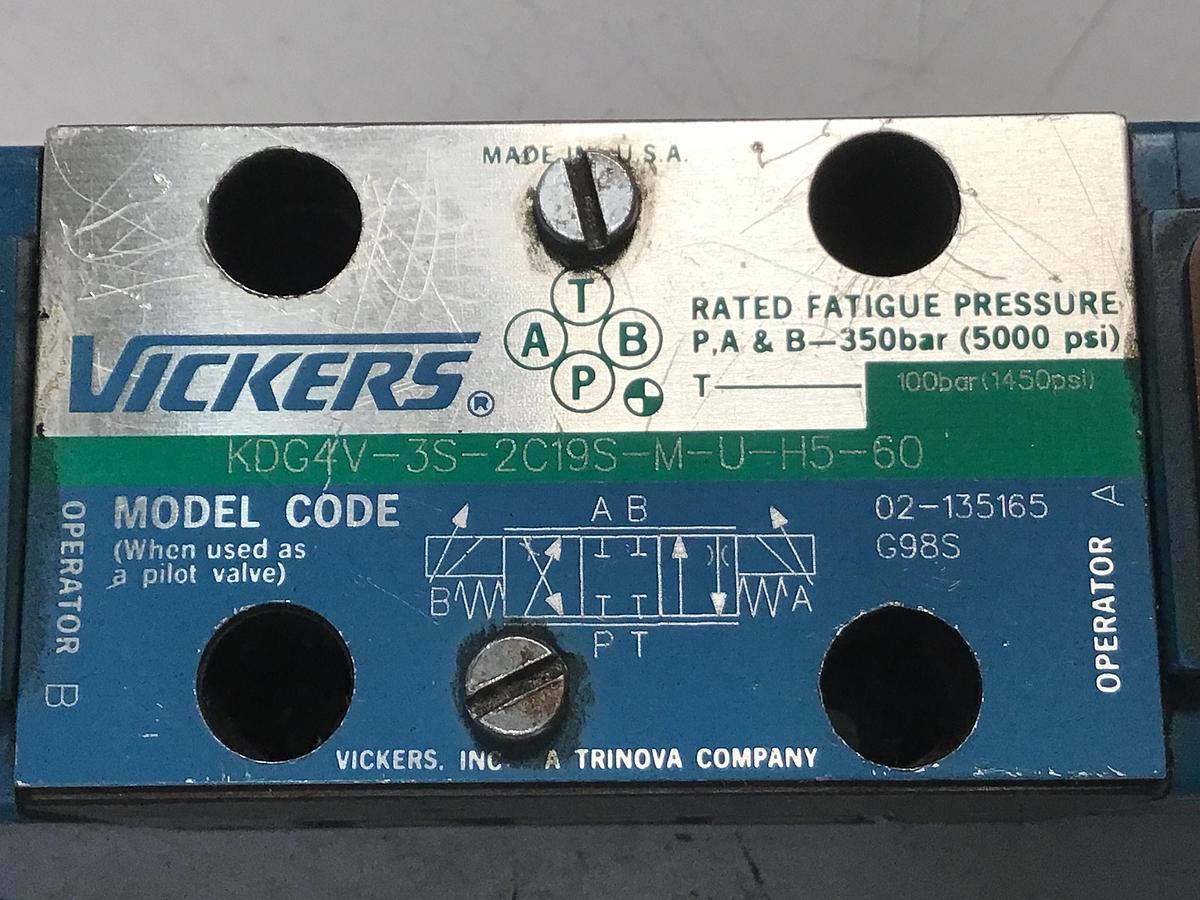 MADE IN U.S.A.
T
A B
P
VICKERS®
RATED FATIGUE PRESSURE
P,A & B—350bar (5000 psi)
T 100bar(1450psi)
KDG4V-3S-2C19S-M-U-H5-60
MODEL CODE
(When used as
a pilot valve)
A B
B A
P T
02-135165
G98S
OPERATOR B
OPERATOR A
VICKERS, INC A TRINOVA COMPANY